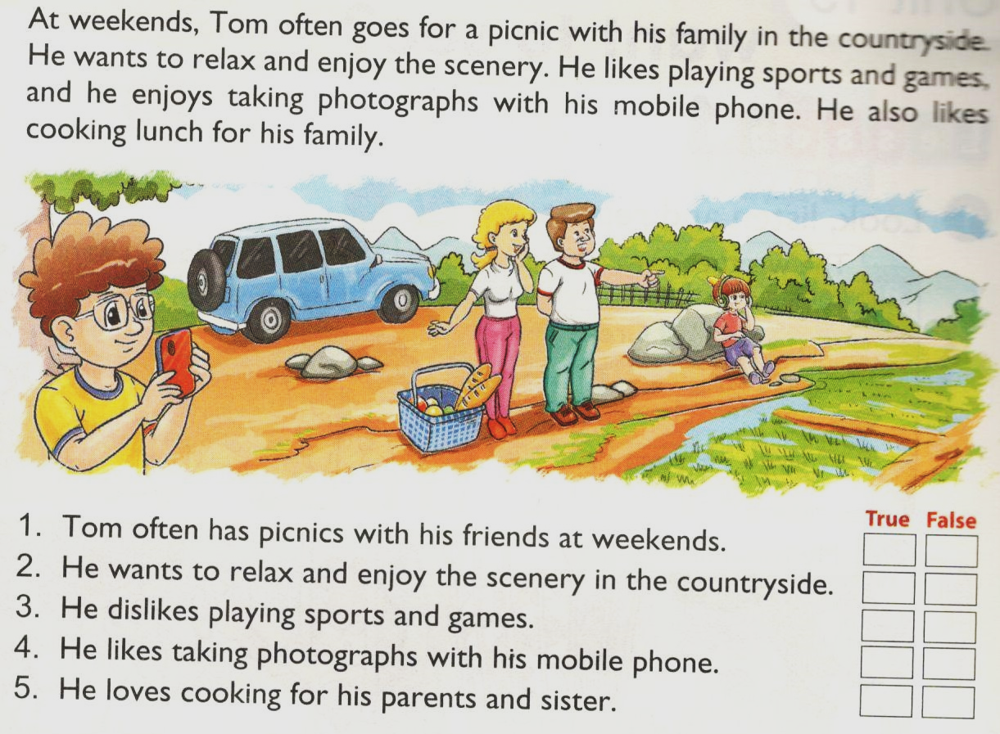 At weekends, Tom often goes for a picnic with his family in the countryside.
He wants to relax and enjoy the scenery. He likes playing sports and games,
and he enjoys taking photographs with his mobile phone. He also likes
cooking lunch for his family.
True False
1. Tom often has picnics with his friends at weekends.
2. He wants to relax and enjoy the scenery in the countryside.
3. He dislikes playing sports and games.
4. He likes taking photographs with his mobile phone.
5. He loves cooking for his parents and sister.